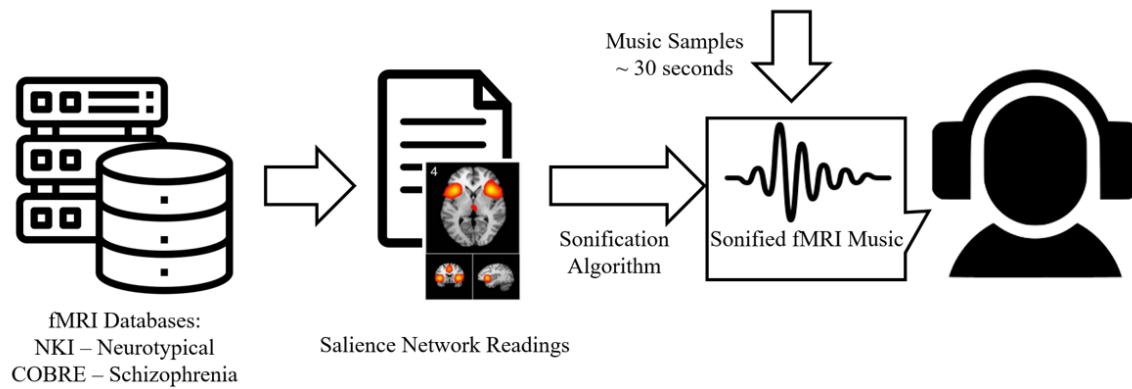 Music Samples
~ 30 seconds
4
Sonification
Algorithm
Sonified fMRI Music
fMRI Databases:
NKI – Neurotypical
COBRE – Schizophrenia
Salience Network Readings